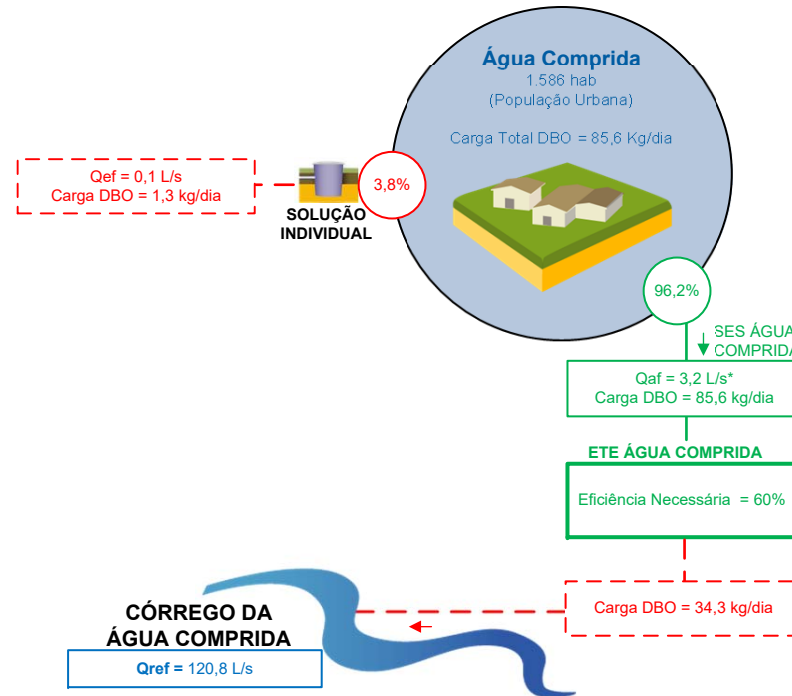 Água Comprida
1.586 hab
(População Urbana)
Carga Total DBO = 85,6 Kg/dia
Qef = 0,1 L/s
Carga DBO = 1,3 kg/dia
3,8%
SOLUÇÃO
INDIVIDUAL
96,2%
SES ÁGUA
COMPRIDA
Qaf = 3,2 L/s*
Carga DBO = 85,6 kg/dia
ETE ÁGUA COMPRIDA
Eficiência Necessária = 60%
Carga DBO = 34,3 kg/dia
CÓRREGO DA
ÁGUA COMPRIDA
Qref = 120,8 L/s